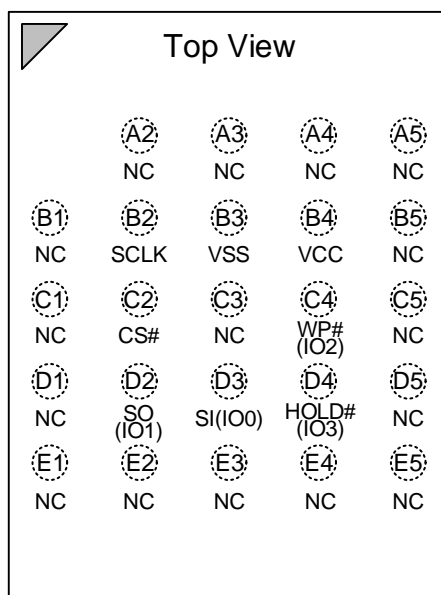 Top View
A2 A3 A4 A5
NC NC NC NC
B1 B2 B3 B4 B5
NC SCLK VSS VCC NC
C1 C2 C3 C4 C5
NC CS# NC WP# NC
(IO2)
D1 D2 D3 D4 D5
NC SO SI(IO0) HOLD# NC
(IO1) (IO3)
E1 E2 E3 E4 E5
NC NC NC NC NC